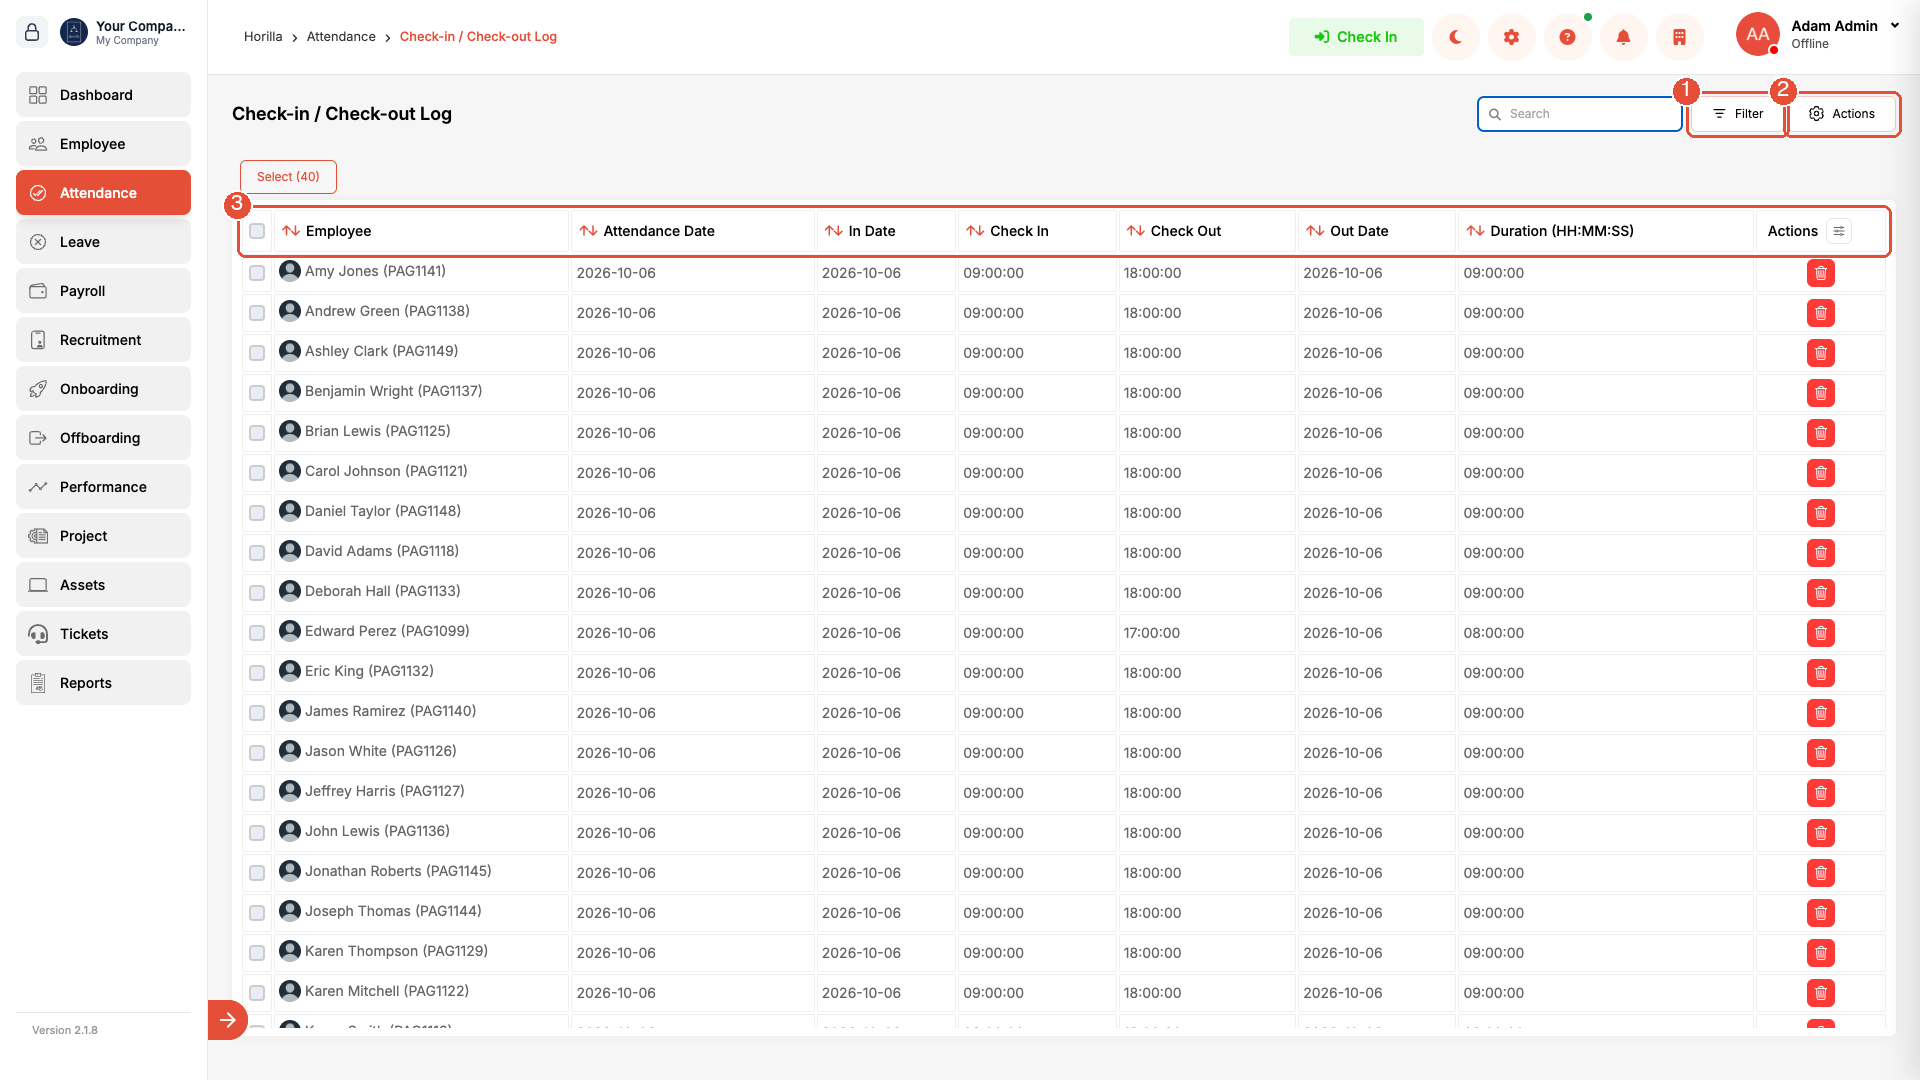 Your Compa...
My Company
Horilla
Attendance
Check-in / Check-out Log
Check In
AA
Adam Admin
Offline
Dashboard
Employee
Attendance
Leave
Payroll
Recruitment
Onboarding
Offboarding
Performance
Project
Assets
Tickets
Reports
Version 2.1.8
Check-in / Check-out Log
Search
1
Filter
2
Actions
Select (40)
3
Employee Attendance Date In Date Check In Check Out Out Date Duration (HH:MM:SS) Actions
Amy Jones (PAG1141) 2026-10-06 2026-10-06 09:00:00 18:00:00 2026-10-06 09:00:00
Andrew Green (PAG1138) 2026-10-06 2026-10-06 09:00:00 18:00:00 2026-10-06 09:00:00
Ashley Clark (PAG1149) 2026-10-06 2026-10-06 09:00:00 18:00:00 2026-10-06 09:00:00
Benjamin Wright (PAG1137) 2026-10-06 2026-10-06 09:00:00 18:00:00 2026-10-06 09:00:00
Brian Lewis (PAG1125) 2026-10-06 2026-10-06 09:00:00 18:00:00 2026-10-06 09:00:00
Carol Johnson (PAG1121) 2026-10-06 2026-10-06 09:00:00 18:00:00 2026-10-06 09:00:00
Daniel Taylor (PAG1148) 2026-10-06 2026-10-06 09:00:00 18:00:00 2026-10-06 09:00:00
David Adams (PAG1118) 2026-10-06 2026-10-06 09:00:00 18:00:00 2026-10-06 09:00:00
Deborah Hall (PAG1133) 2026-10-06 2026-10-06 09:00:00 18:00:00 2026-10-06 09:00:00
Edward Perez (PAG1099) 2026-10-06 2026-10-06 09:00:00 17:00:00 2026-10-06 08:00:00
Eric King (PAG1132) 2026-10-06 2026-10-06 09:00:00 18:00:00 2026-10-06 09:00:00
James Ramirez (PAG1140) 2026-10-06 2026-10-06 09:00:00 18:00:00 2026-10-06 09:00:00
Jason White (PAG1126) 2026-10-06 2026-10-06 09:00:00 18:00:00 2026-10-06 09:00:00
Jeffrey Harris (PAG1127) 2026-10-06 2026-10-06 09:00:00 18:00:00 2026-10-06 09:00:00
John Lewis (PAG1136) 2026-10-06 2026-10-06 09:00:00 18:00:00 2026-10-06 09:00:00
Jonathan Roberts (PAG1145) 2026-10-06 2026-10-06 09:00:00 18:00:00 2026-10-06 09:00:00
Joseph Thomas (PAG1144) 2026-10-06 2026-10-06 09:00:00 18:00:00 2026-10-06 09:00:00
Karen Thompson (PAG1129) 2026-10-06 2026-10-06 09:00:00 18:00:00 2026-10-06 09:00:00
Karen Mitchell (PAG1122) 2026-10-06 2026-10-06 09:00:00 18:00:00 2026-10-06 09:00:00